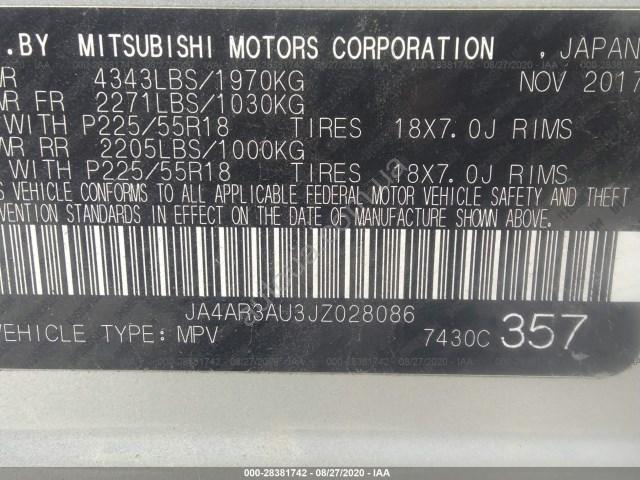 . BY MITSUBISHI MOTORS CORPORATION , JAPAN
WR 4343LBS/1970KG NOV 2017
WR FR 2271LBS/1030KG
WITH P225/55R18 TIRES 18X7.0J RIMS
WR RR 2205LBS/1000KG
WITH P225/55R18 TIRES 18X7.0J RIMS
S VEHICLE CONFORMS TO ALL APPLICABLE FEDERAL MOTOR VEHICLE SAFETY AND THEFT
VENTION STANDARDS IN EFFECT ON THE DATE OF MANUFACTURE SHOWN ABOVE.
JA4AR3AU3JZ028086
VEHICLE TYPE: MPV 7430C 357
000-28381742 - 08/27/2020 - IAA